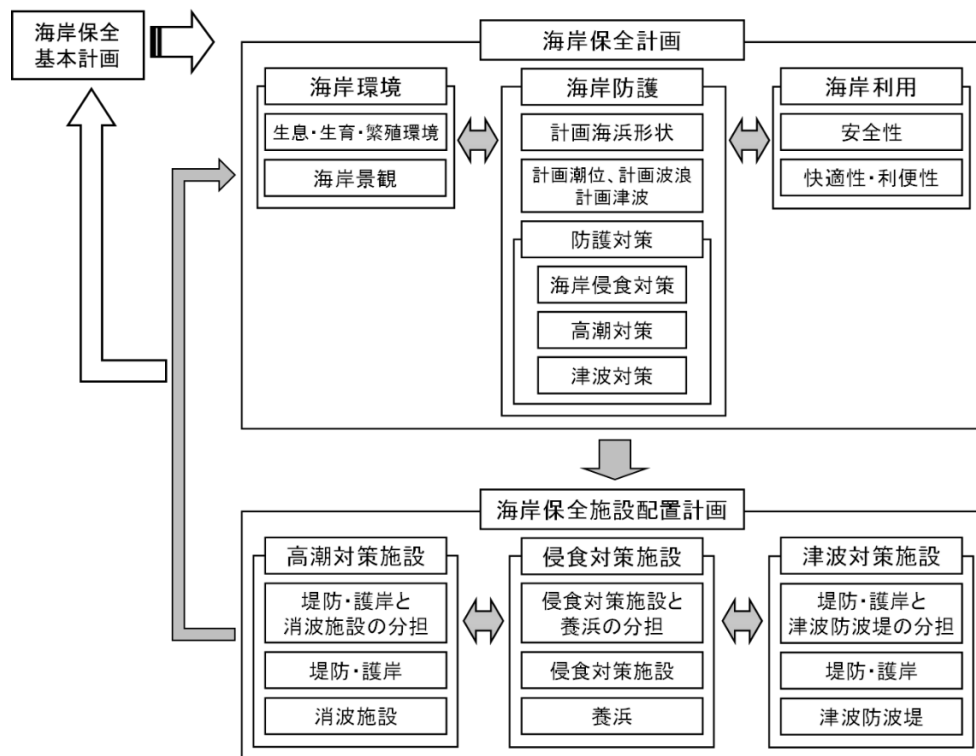 海岸保全
基本計画
海岸保全計画
海岸環境
生息・生育・繁殖環境
海岸景観
海岸防護
計画海浜形状
計画潮位、計画波浪
計画津波
防護対策
海岸侵食対策
高潮対策
津波対策
海岸利用
安全性
快適性・利便性
海岸保全施設配置計画
高潮対策施設
堤防・護岸と
消波施設の分担
堤防・護岸
消波施設
侵食対策施設
侵食対策施設と
養浜の分担
侵食対策施設
養浜
津波対策施設
堤防・護岸と
津波防波堤の分担
堤防・護岸
津波防波堤